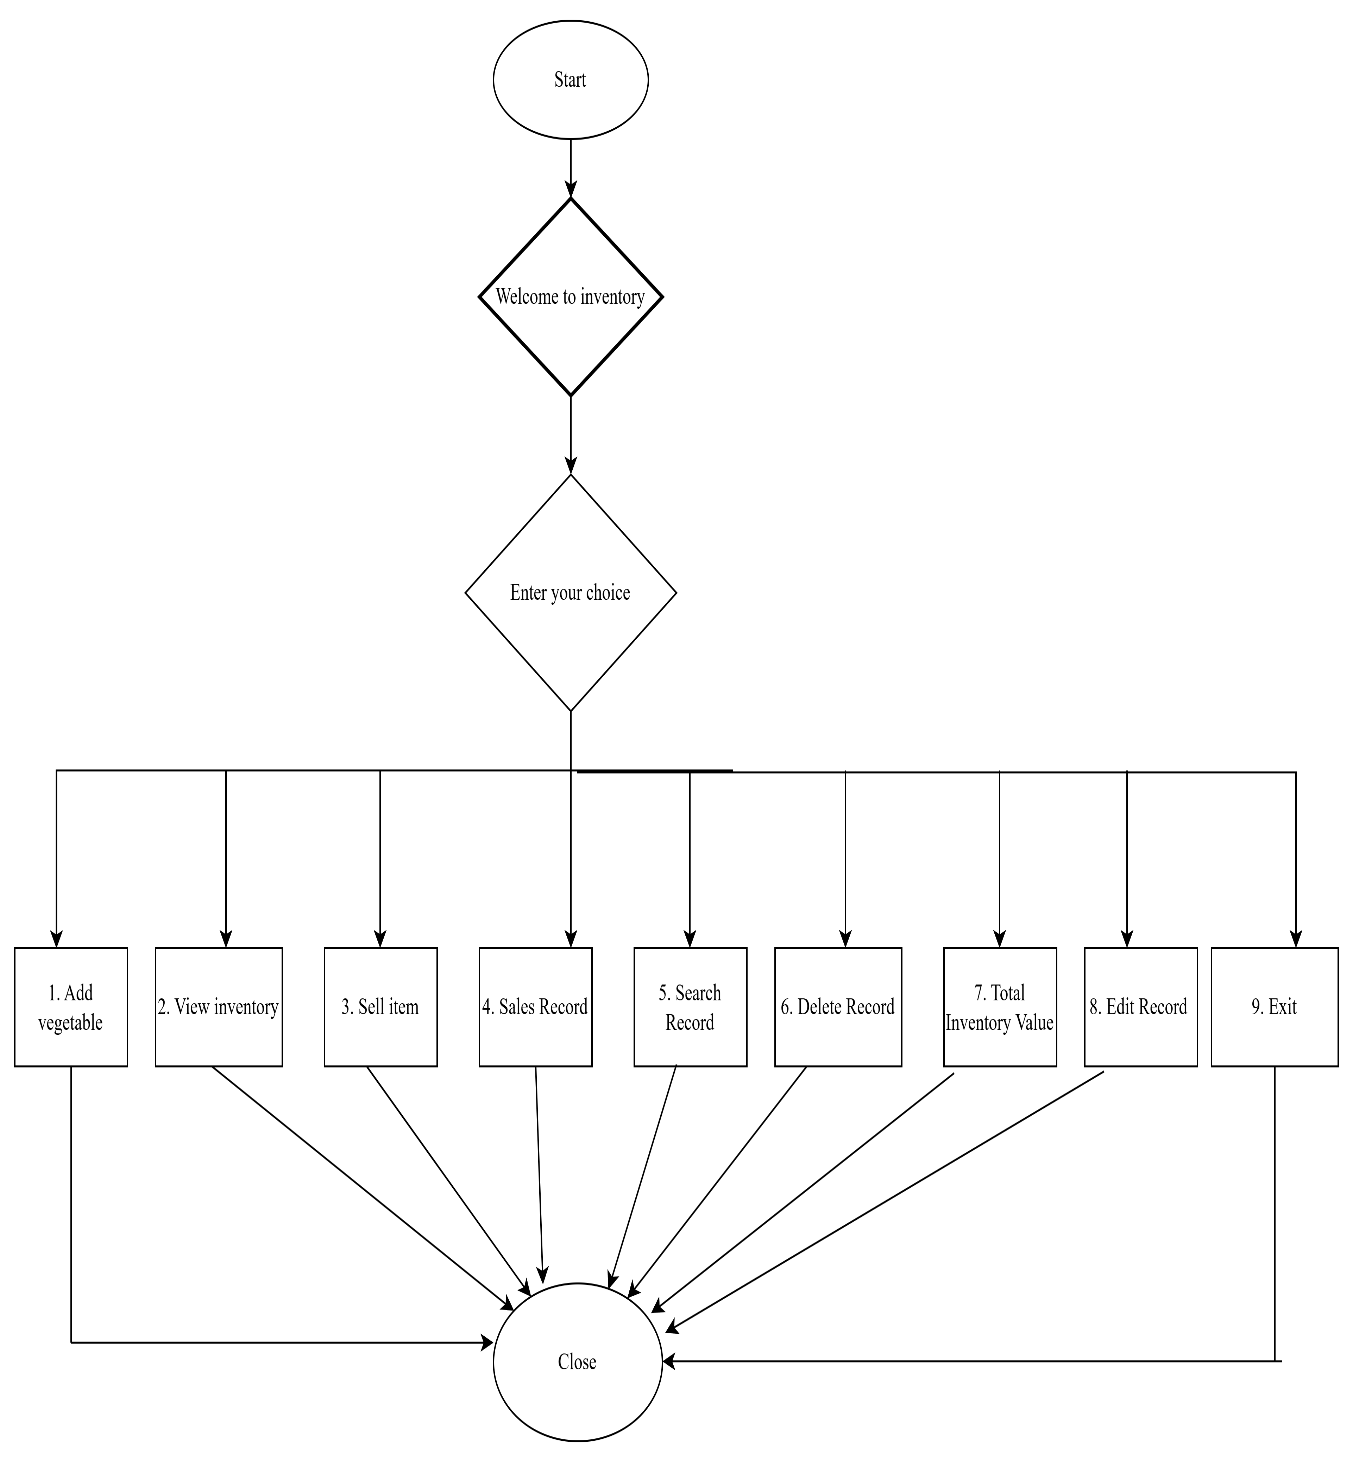 Start
Welcome to inventory
Enter your choice
1. Add
vegetable
2. View inventory
3. Sell item
4. Sales Record
5. Search
Record
6. Delete Record
7. Total
Inventory Value
8. Edit Record
9. Exit
Close